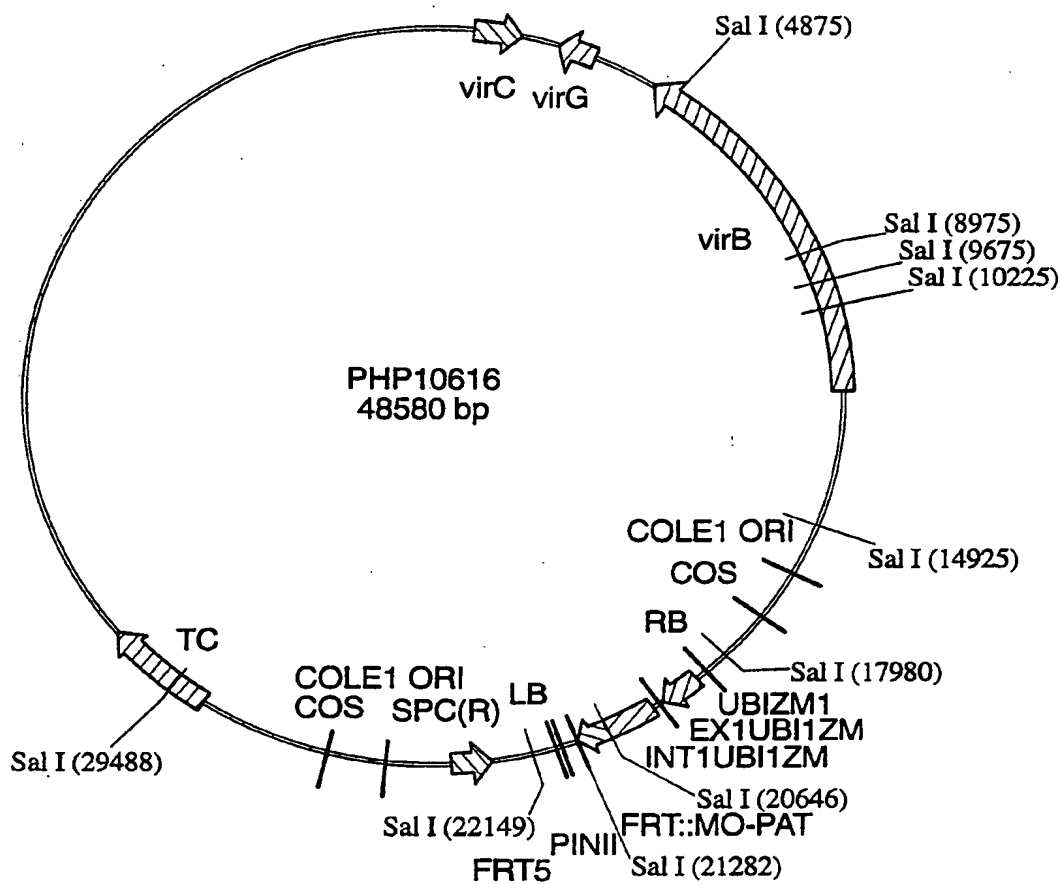 Sal I (4875)
virC
virG
Sal I (8975)
virB
Sal I (9675)
Sal I (10225)
PHP10616
48580 bp
COLE1 ORI
Sal I (14925)
COS
RB
TC
Sal I (17980)
COLE1 ORI
LB
COS
SPC(R)
UBIZM1
EX1UBI1ZM
INT1UBI1ZM
Sal I (29488)
Sal I (20646)
Sal I (22149)
FRT::MO-PAT
PINII
FRT5
Sal I (21282)